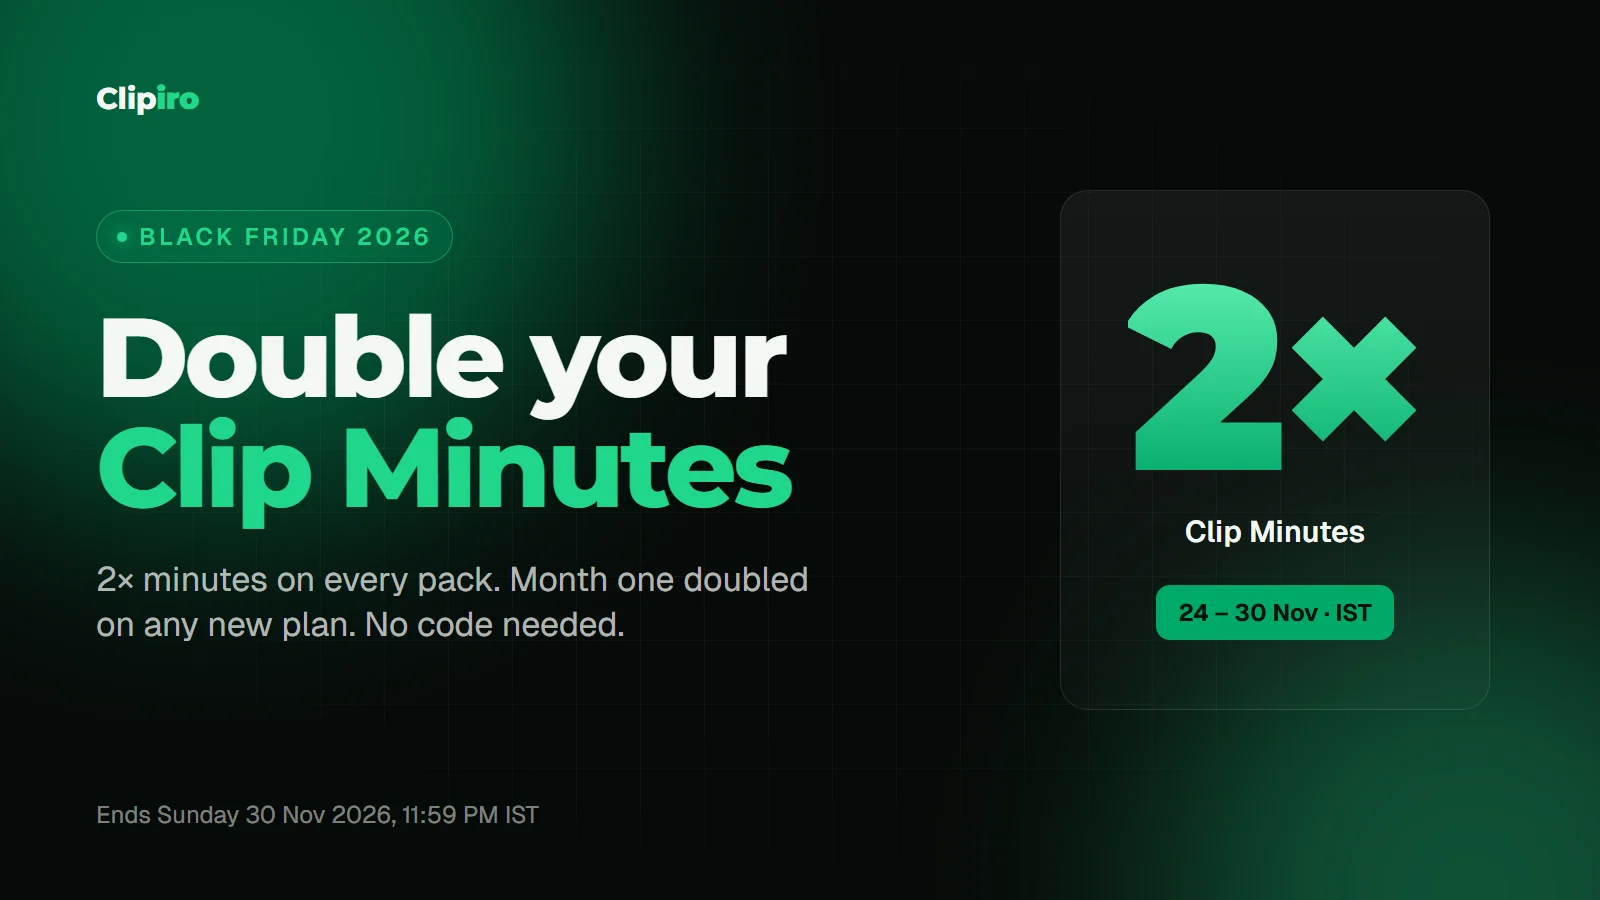 Clipiro
BLACK FRIDAY 2026
Double your
Clip Minutes
2× minutes on every pack. Month one doubled
on any new plan. No code needed.
Ends Sunday 30 Nov 2026, 11:59 PM IST
2×
Clip Minutes
24 – 30 Nov · IST